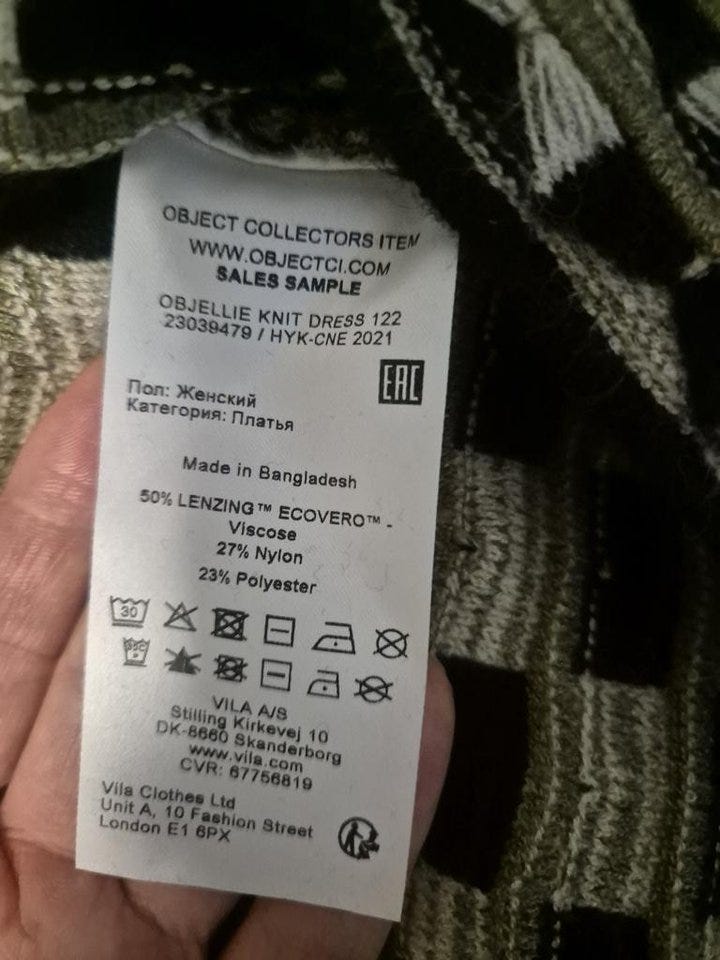 OBJECT COLLECTORS ITEM
WWW.OBJECTCI.COM
SALES SAMPLE
OBJELLIE KNIT DRESS 122
23039479 / HYK-CNE 2021
EAC
Пол: Женский
Категория: Платья
Made in Bangladesh
50% LENZING™ ECOVERO™ -
Viscose
27% Nylon
23% Polyester
30
VILA A/S
Stilling Kirkevej 10
DK-8660 Skanderborg
www.vila.com
CVR: 67756819
Vila Clothes Ltd
Unit A, 10 Fashion Street
London E1 6PX